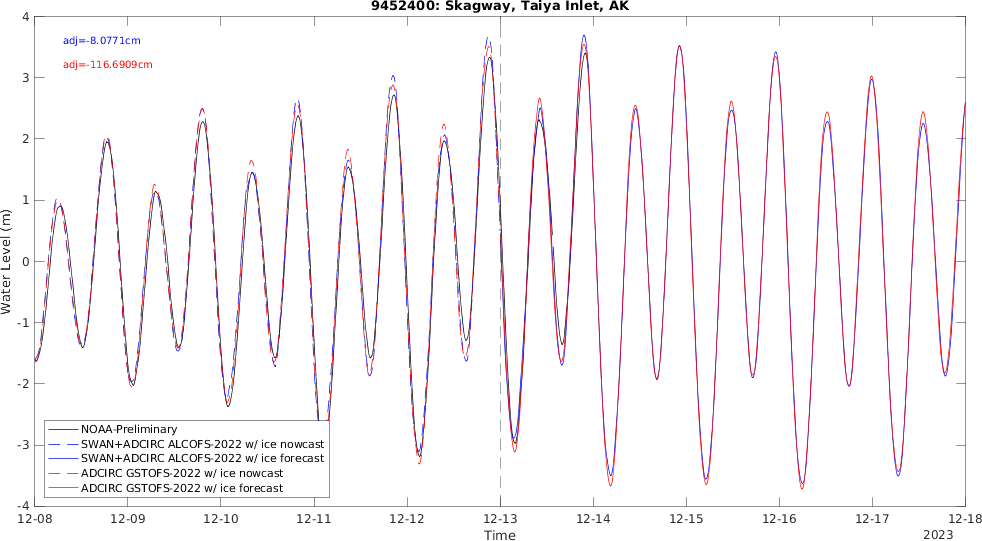 9452400: Skagway, Taiya Inlet, AK
adj=-8.0771cm
adj=-116.6909cm
4
3
2
1
0
-1
-2
-3
-4
Water Level (m)
NOAA-Preliminary
SWAN+ADCIRC ALCOFS-2022 w/ ice nowcast
SWAN+ADCIRC ALCOFS-2022 w/ ice forecast
ADCIRC GSTOFS-2022 w/ ice nowcast
ADCIRC GSTOFS-2022 w/ ice forecast
12-08 12-09 12-10 12-11 12-12 12-13 12-14 12-15 12-16 12-17 12-18
Time
2023